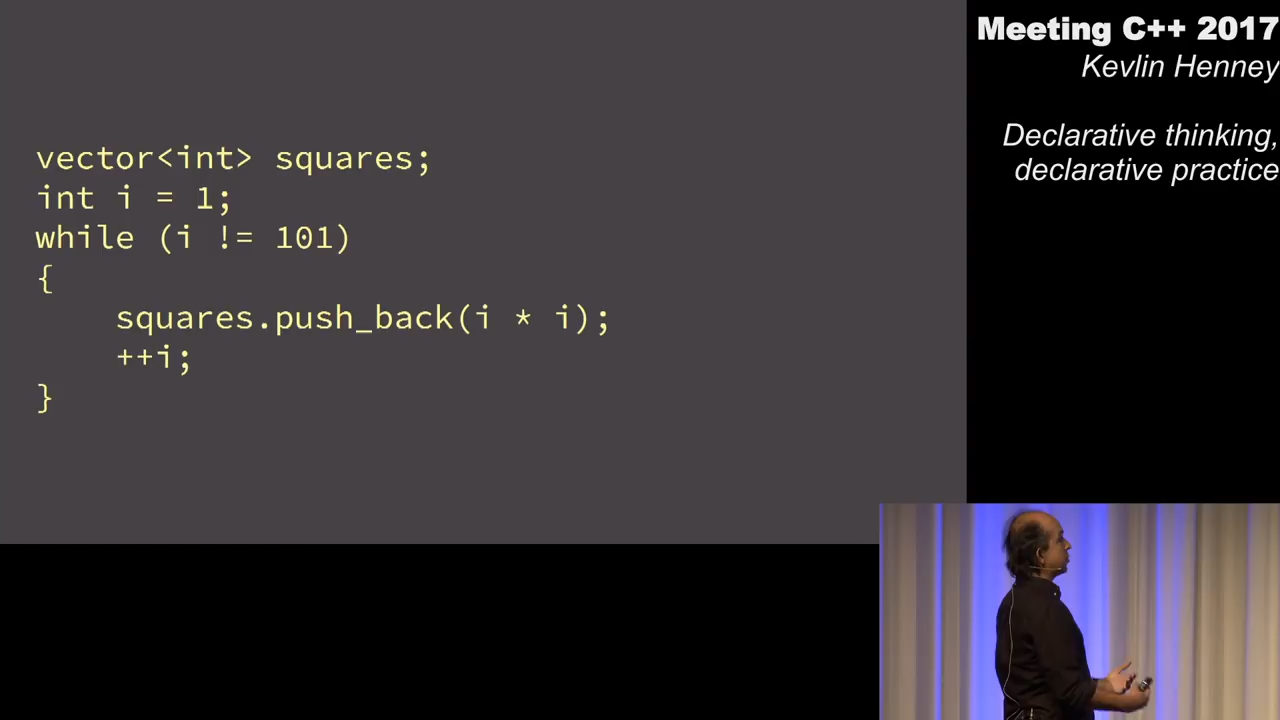 vector<int> squares;
int i = 1;
while (i != 101)
{
    squares.push_back(i * i);
    ++i;
}
Meeting C++ 2017
Kevlin Henney
Declarative thinking,
declarative practice